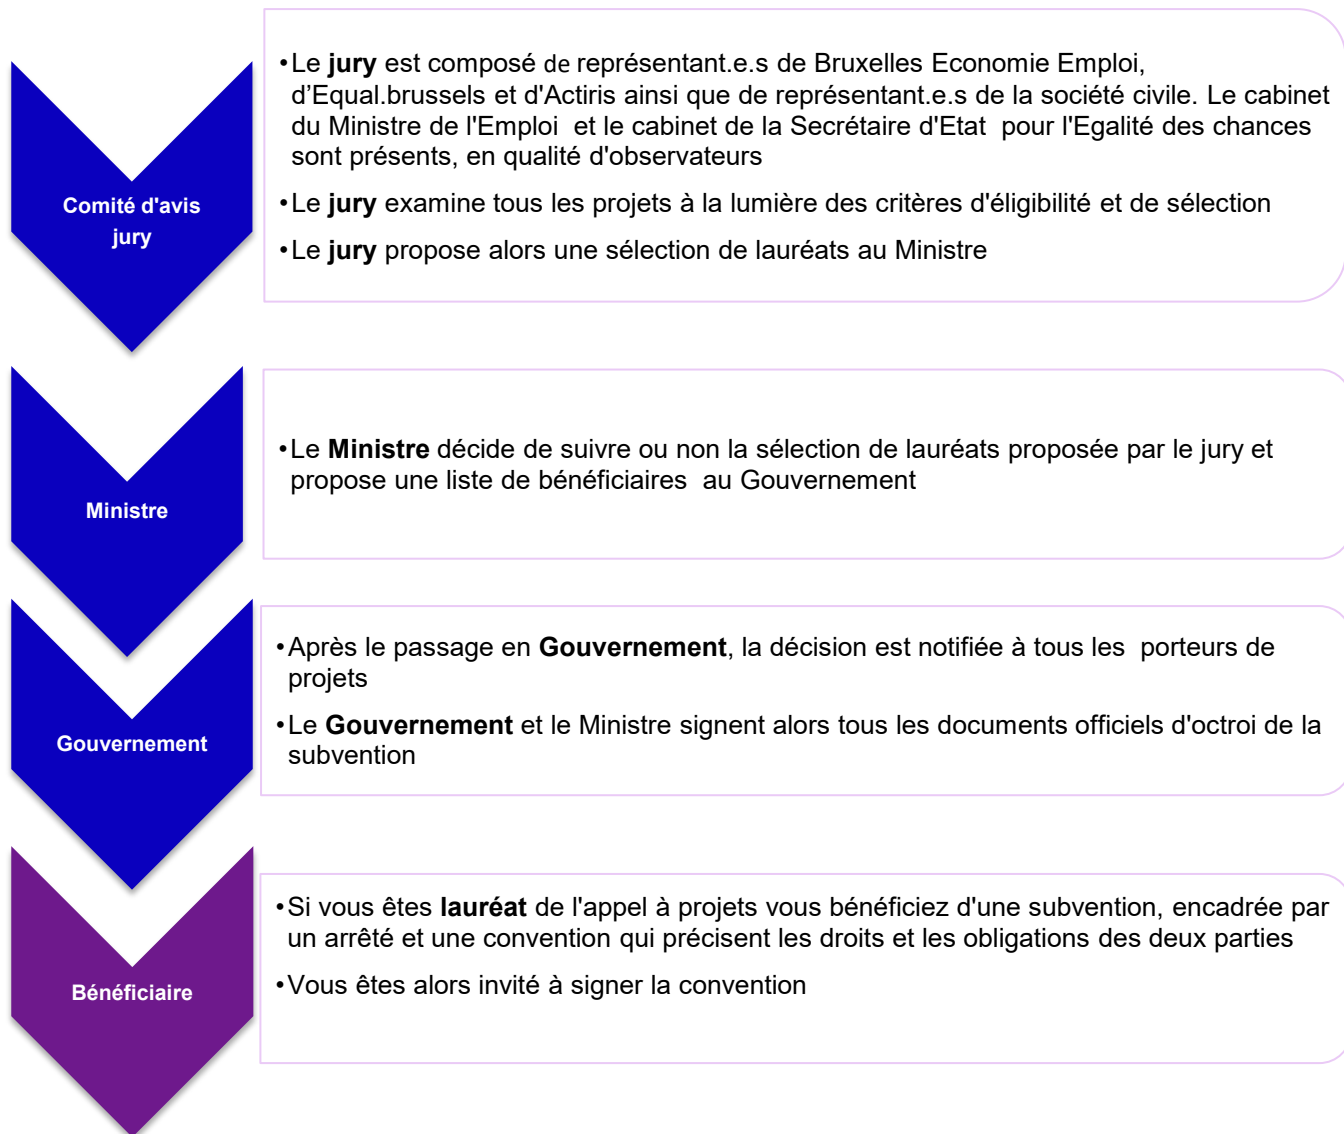 Comité d'avis
jury
•Le jury est composé de représentant.e.s de Bruxelles Economie Emploi,
d’Equal.brussels et d'Actiris ainsi que de représentant.e.s de la société civile. Le cabinet
du Ministre de l'Emploi  et le cabinet de la Secrétaire d'Etat  pour l'Egalité des chances
sont présents, en qualité d'observateurs
•Le jury examine tous les projets à la lumière des critères d'éligibilité et de sélection
•Le jury propose alors une sélection de lauréats au Ministre
Ministre
•Le Ministre décide de suivre ou non la sélection de lauréats proposée par le jury et
propose une liste de bénéficiaires  au Gouvernement
Gouvernement
•Après le passage en Gouvernement, la décision est notifiée à tous les  porteurs de
projets
•Le Gouvernement et le Ministre signent alors tous les documents officiels d'octroi de la
subvention
Bénéficiaire
•Si vous êtes lauréat de l'appel à projets vous bénéficiez d'une subvention, encadrée par
un arrêté et une convention qui précisent les droits et les obligations des deux parties
•Vous êtes alors invité à signer la convention